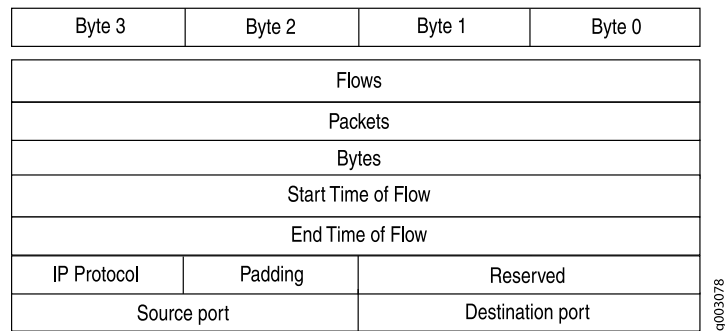 Byte 3 Byte 2 Byte 1 Byte 0
Flows
Packets
Bytes
Start Time of Flow
End Time of Flow
IP Protocol Padding Reserved
Source port Destination port
g003078